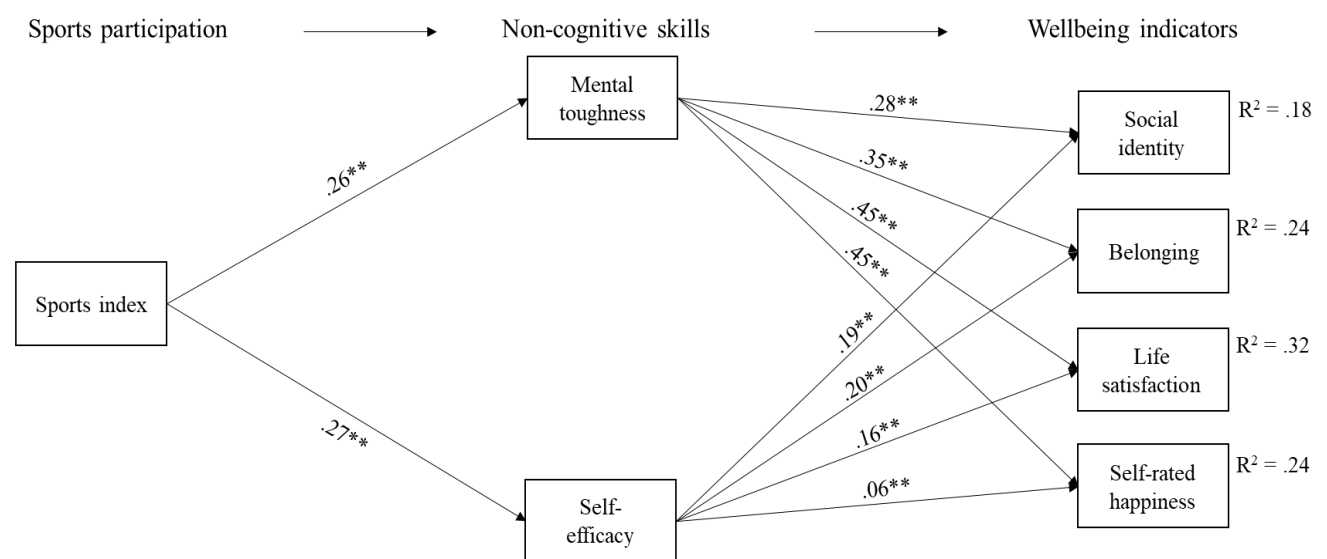 Sports participation
Non-cognitive skills
Wellbeing indicators
Mental
toughness
Social
identity
R² = .18
.28**
.35**
.26**
.45**
Belonging
R² = .24
.45**
Sports index
.19**
Life
satisfaction
R² = .32
.20**
.27**
.16**
Self-rated
happiness
R² = .24
.06**
Self-
efficacy